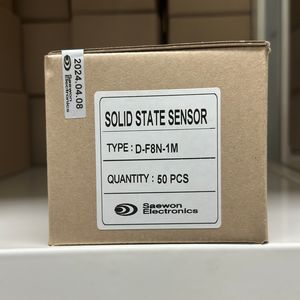 2024.04.08
Saewon
Electronics
SOLID STATE SENSOR
TYPE : D-F8N-1M
QUANTITY : 50 PCS
Saewon
Electronics